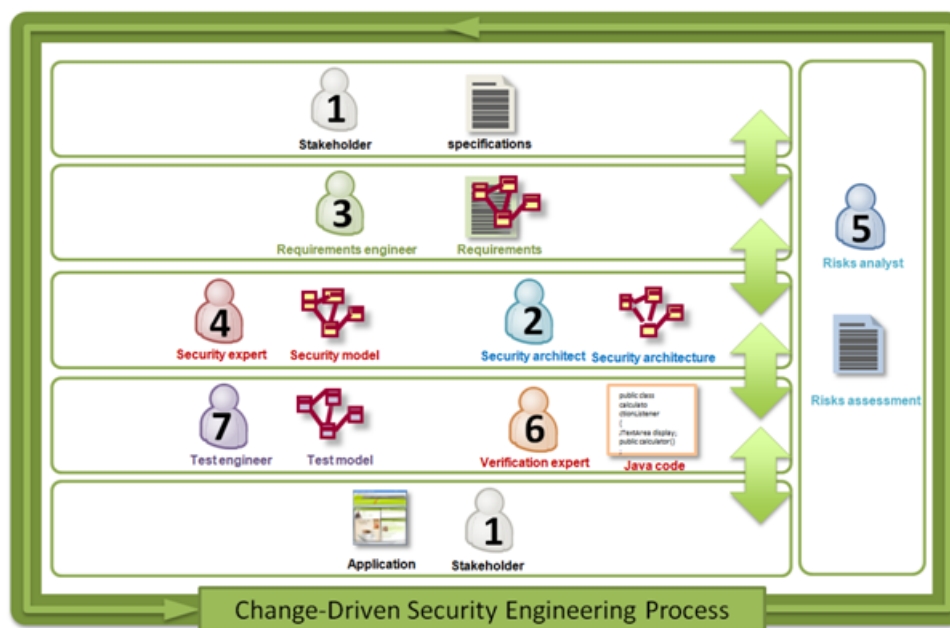 1
Stakeholder
specifications
3
Requirements engineer
Requirements
5
Risks analyst
4
Security expert
Security model
2
Security architect
Security architecture
Risks assessment
7
Test engineer
Test model
6
Verification expert
public class
calculato
ctionListener
{
JTextArea display;
public calculator()
Java code
Application
1
Stakeholder
Change-Driven Security Engineering Process